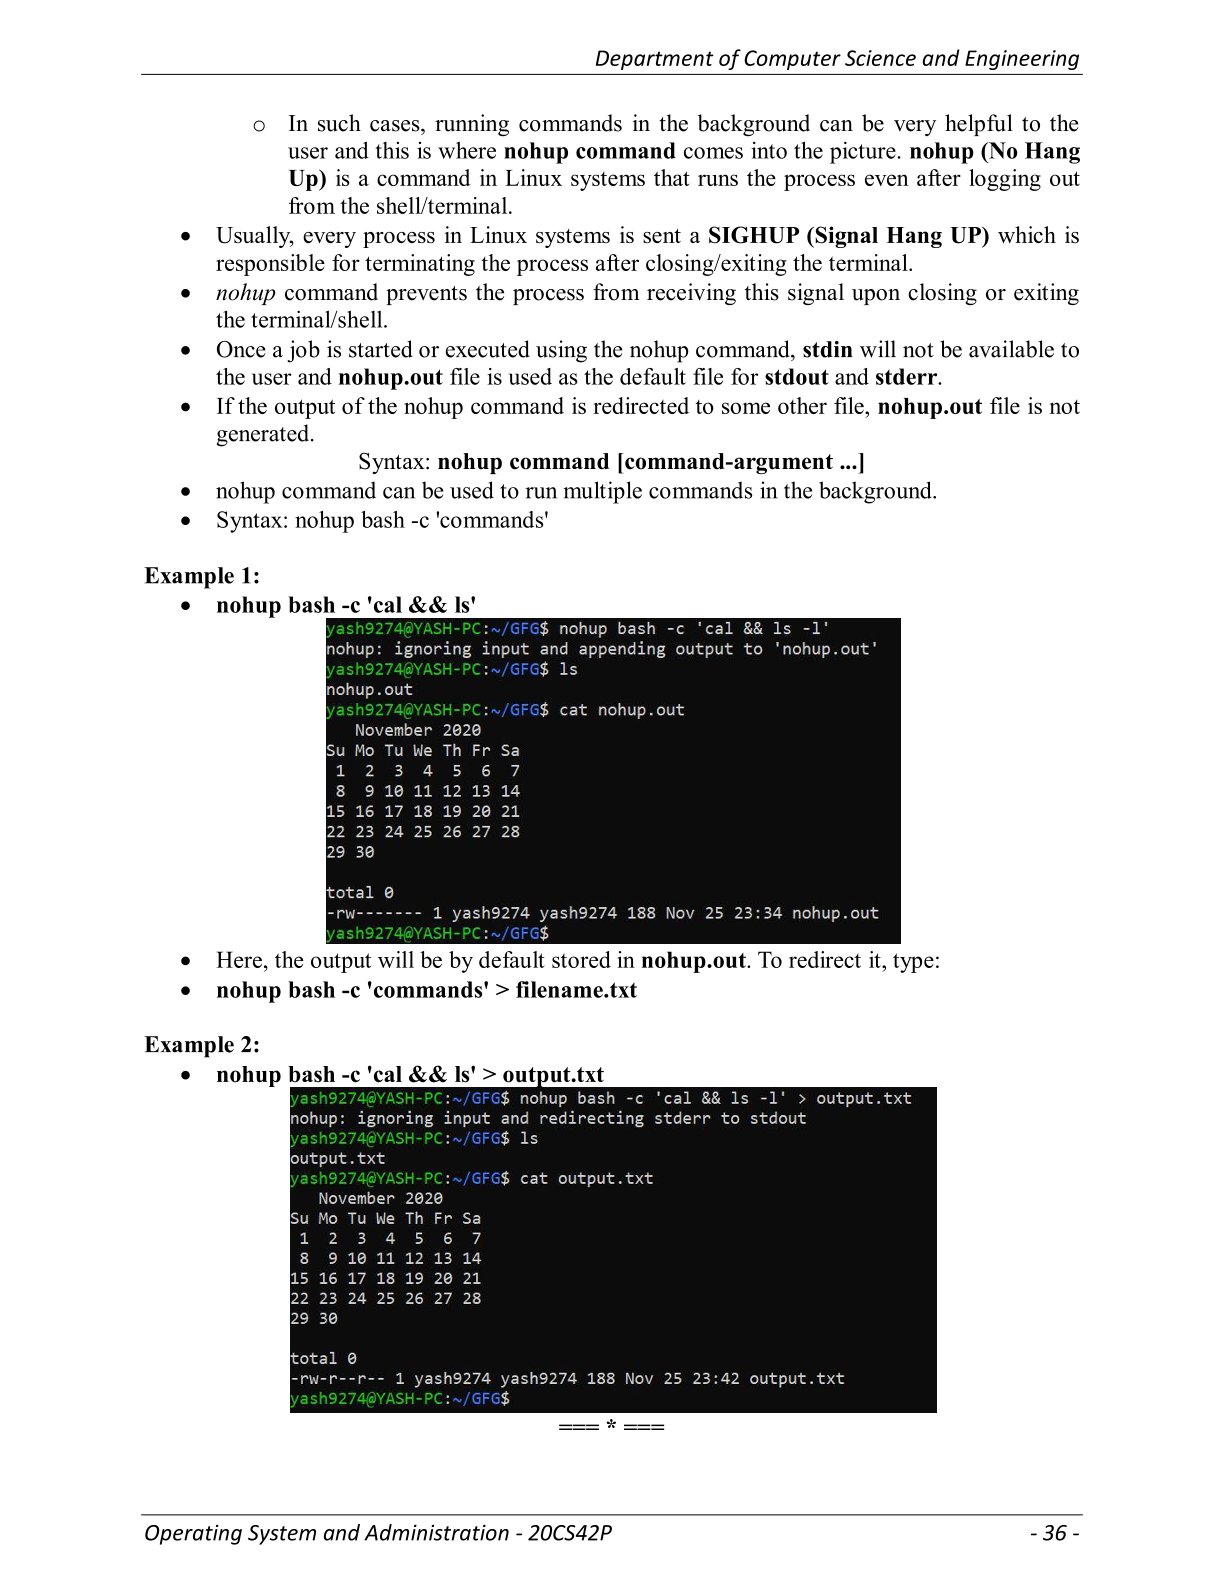 Department of Computer Science and Engineering
o In such cases, running commands in the background can be very helpful to the
user and this is where nohup command comes into the picture. nohup (No Hang
Up) is a command in Linux systems that runs the process even after logging out
from the shell/terminal.
• Usually, every process in Linux systems is sent a SIGHUP (Signal Hang UP) which is
responsible for terminating the process after closing/exiting the terminal.
• nohup command prevents the process from receiving this signal upon closing or exiting
the terminal/shell.
• Once a job is started or executed using the nohup command, stdin will not be available to
the user and nohup.out file is used as the default file for stdout and stderr.
• If the output of the nohup command is redirected to some other file, nohup.out file is not
generated.
Syntax: nohup command [command-argument ...]
• nohup command can be used to run multiple commands in the background.
• Syntax: nohup bash -c 'commands'
Example 1:
• nohup bash -c 'cal && ls'
yash9274@YASH-PC:~/GFG$ nohup bash -c 'cal && ls -l'
nohup: ignoring input and appending output to 'nohup.out'
yash9274@YASH-PC:~/GFG$ ls
nohup.out
yash9274@YASH-PC:~/GFG$ cat nohup.out
   November 2020
Su Mo Tu We Th Fr Sa
 1  2  3  4  5  6  7
 8  9 10 11 12 13 14
15 16 17 18 19 20 21
22 23 24 25 26 27 28
29 30
total 0
-rw------- 1 yash9274 yash9274 188 Nov 25 23:34 nohup.out
yash9274@YASH-PC:~/GFG$
• Here, the output will be by default stored in nohup.out. To redirect it, type:
• nohup bash -c 'commands' > filename.txt
Example 2:
• nohup bash -c 'cal && ls' > output.txt
yash9274@YASH-PC:~/GFG$ nohup bash -c 'cal && ls -l' > output.txt
nohup: ignoring input and redirecting stderr to stdout
yash9274@YASH-PC:~/GFG$ ls
output.txt
yash9274@YASH-PC:~/GFG$ cat output.txt
   November 2020
Su Mo Tu We Th Fr Sa
 1  2  3  4  5  6  7
 8  9 10 11 12 13 14
15 16 17 18 19 20 21
22 23 24 25 26 27 28
29 30
total 0
-rw-r--r-- 1 yash9274 yash9274 188 Nov 25 23:42 output.txt
yash9274@YASH-PC:~/GFG$
=== * ===
Operating System and Administration - 20CS42P - 36 -